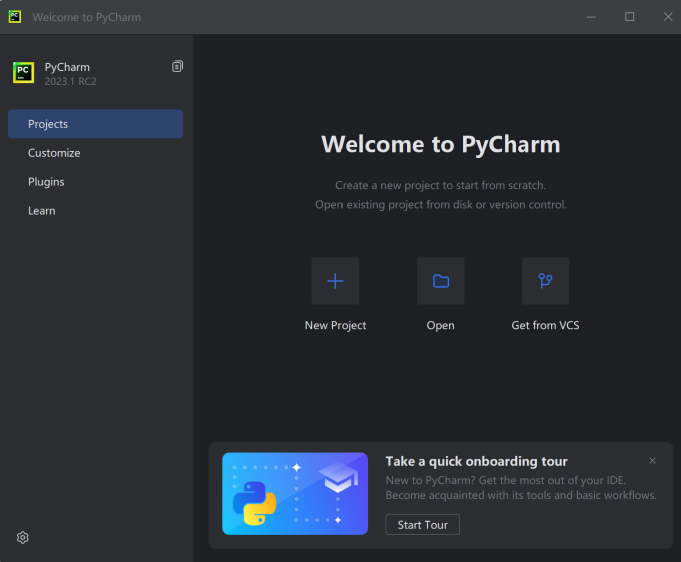 Welcome to PyCharm
PC
PyCharm
2023.1 RC2
Projects
Customize
Plugins
Learn
Welcome to PyCharm
Create a new project to start from scratch.
Open existing project from disk or version control.
New Project
Open
Get from VCS
Take a quick onboarding tour
New to PyCharm? Get the most out of your IDE.
Become acquainted with its tools and basic workflows.
Start Tour